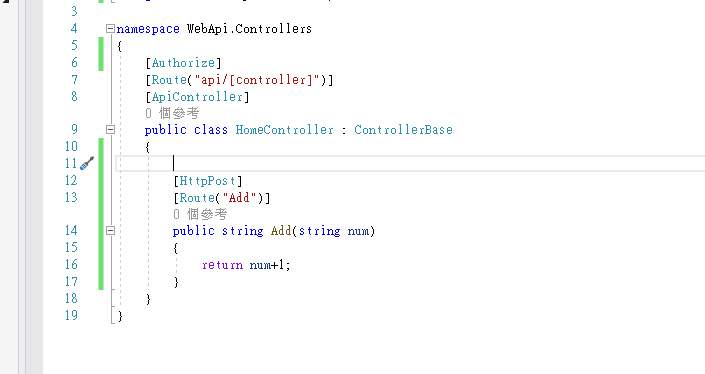 3
4 namespace WebApi.Controllers
5 {
6 [Authorize]
7 [Route("api/[controller]")]
8 [ApiController]
0 個參考
9 public class HomeController : ControllerBase
10 {
11
12 [HttpPost]
13 [Route("Add")]
0 個參考
14 public string Add(string num)
15 {
16 return num+1;
17 }
18 }
19 }